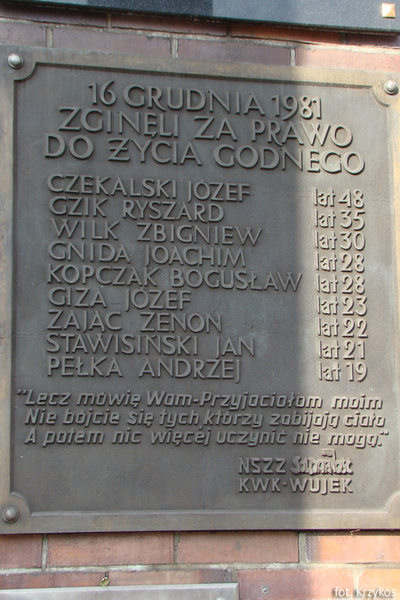 16 GRUDNIA 1981
ZGINĘLI ZA PRAWO
DO ŻYCIA GODNEGO
CZEKALSKI JÓZEF lat 48
GZIK RYSZARD lat 35
WILK ZBIGNIEW lat 30
GNIDA JOACHIM lat 28
KOPCZAK BOGUSŁAW lat 28
GIZA JÓZEF lat 23
ZAJĄC ZENON lat 22
STAWISIŃSKI JAN lat 21
PEŁKA ANDRZEJ lat 19
"Lecz mówię Wam-Przyjaciołom moim
Nie bójcie się tych, którzy zabijają ciało
A potem nic więcej uczynić nie mogą."
NSZZ Solidarność
KWK·WUJEK
fot. Krzykos